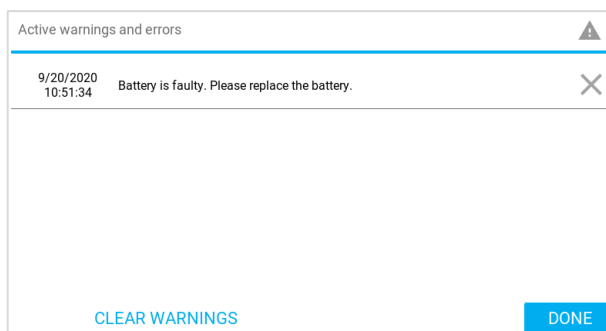 Active warnings and errors
9/20/2020
10:51:34
Battery is faulty. Please replace the battery.
CLEAR WARNINGS
DONE